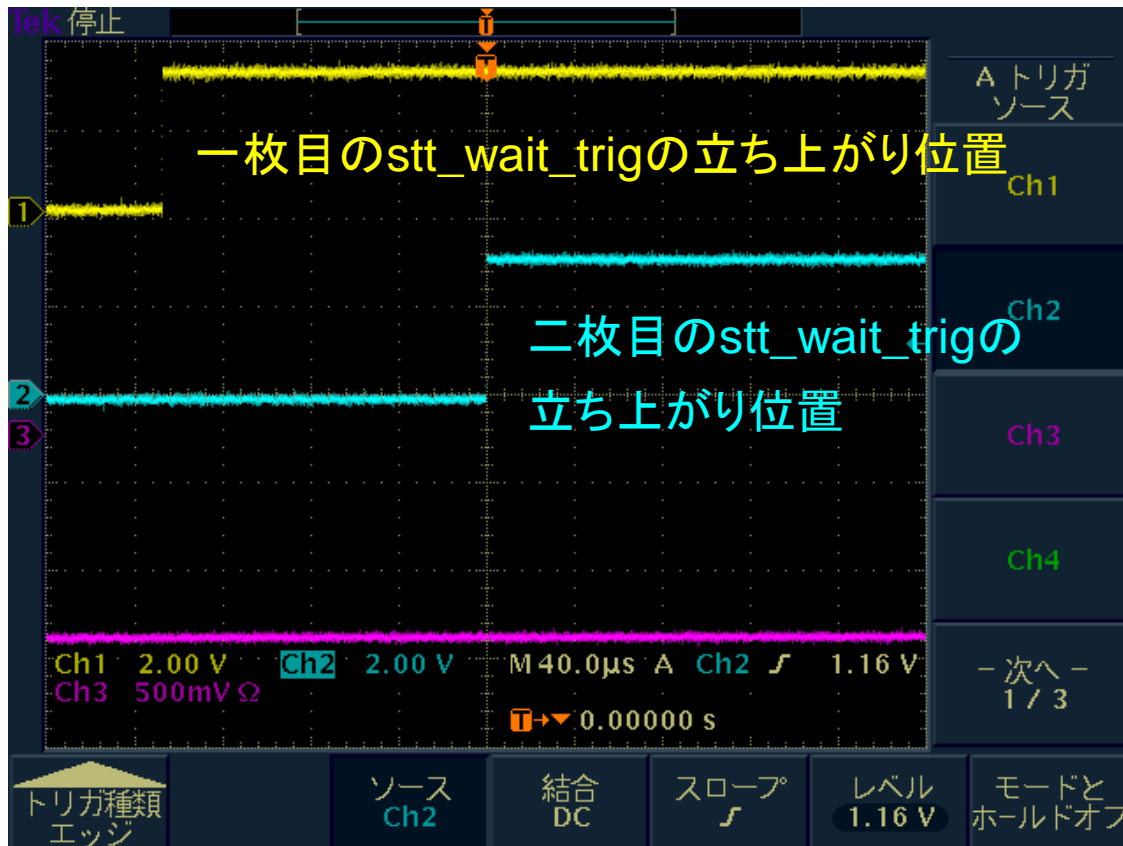 Tek 停止
T
T
A トリガ
ソース
一枚目のstt_wait_trigの立ち上がり位置
Ch1
1
Ch2
二枚目のstt_wait_trigの
立ち上がり位置
2
3
Ch3
Ch4
Ch1 2.00 V Ch2 2.00 V M 40.0µs A Ch2 1.16 V
Ch3 500mV Ω
T 0.00000 s
- 次へ -
1 / 3
トリガ種類
エッジ
ソース
Ch2
結合
DC
スロープ
レベル
1.16 V
モードと
ホールドオフ